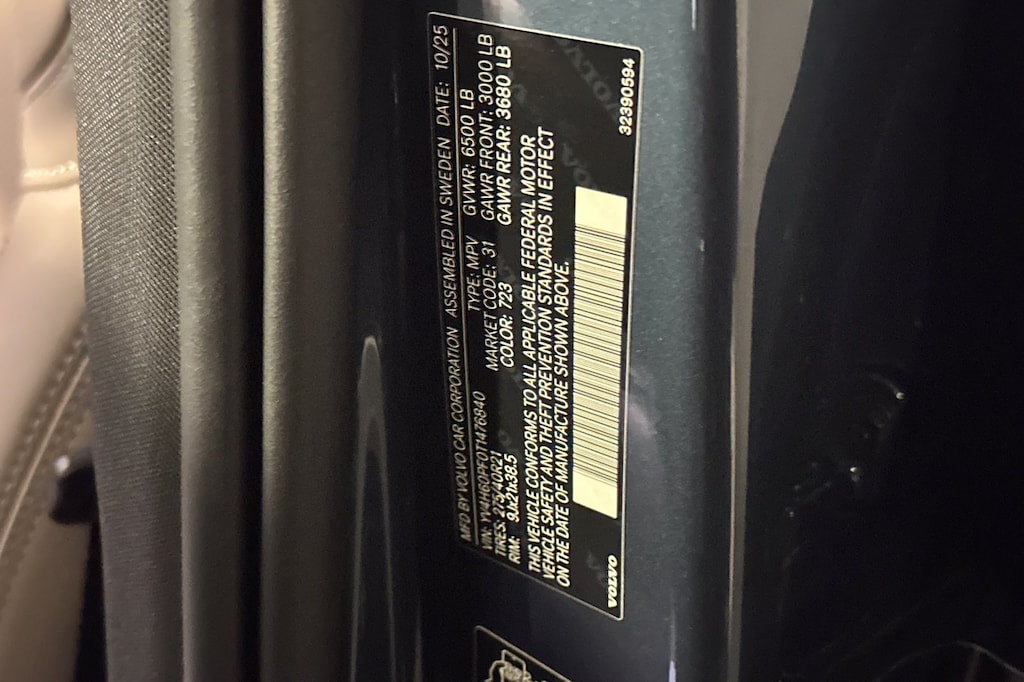 MFD BY VOLVO CAR CORPORATION ASSEMBLED IN SWEDEN DATE: 10/25
VIN: YV4H60PF0T1476840 TYPE: MPV GVWR: 6500 LB
TIRES: 275/40R21 MARKET CODE: 31 GAWR FRONT: 3000 LB
RIM: 9Jx21x38.5 COLOR: 723 GAWR REAR: 3680 LB
THIS VEHICLE CONFORMS TO ALL APPLICABLE FEDERAL MOTOR
VEHICLE SAFETY AND THEFT PREVENTION STANDARDS IN EFFECT
ON THE DATE OF MANUFACTURE SHOWN ABOVE.
VOLVO 32390594